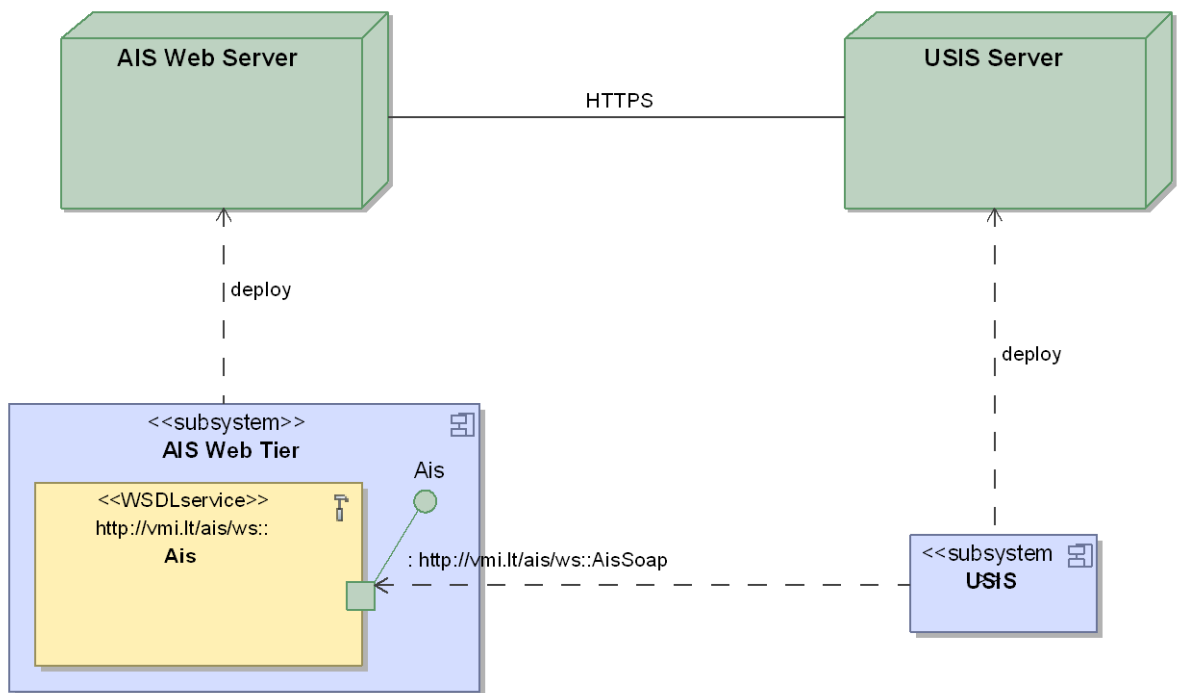 AIS Web Server
USIS Server
HTTPS
deploy
deploy
<<subsystem>>
AIS Web Tier
Ais
<<WSDLservice>>
http://vmi.lt/ais/ws::
Ais
: http://vmi.lt/ais/ws::AisSoap
<<subsystem
USIS